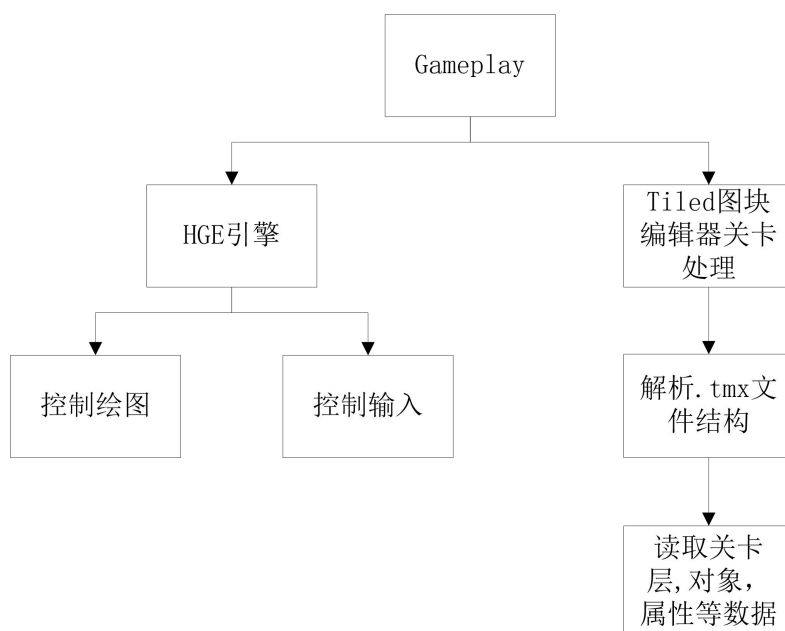 Gameplay
HGE引擎
Tiled图块
编辑器关卡
处理
控制绘图
控制输入
解析.tmx文
件结构
读取关卡
层,对象，
属性等数据